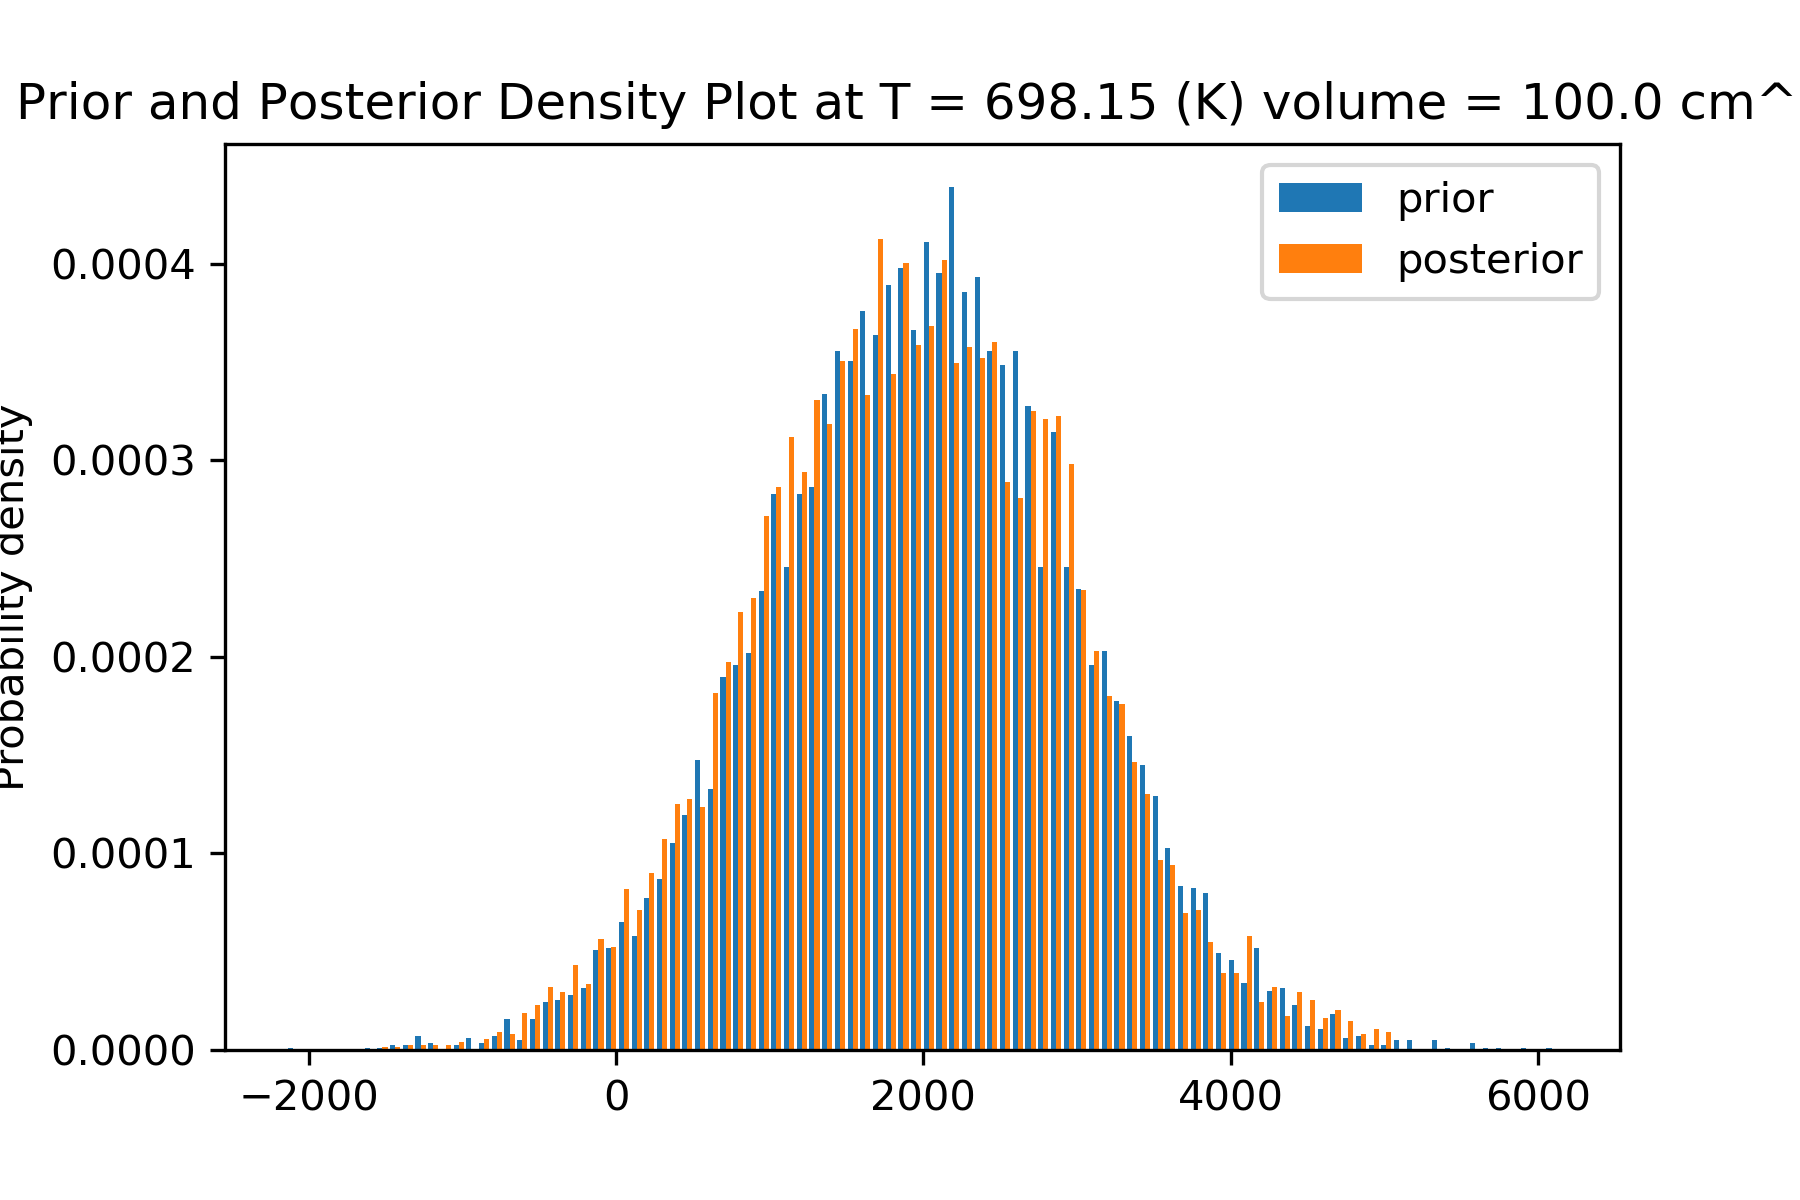 Prior and Posterior Density Plot at T = 698.15 (K) volume = 100.0 cm^
prior
posterior
Probability density
0.0004
0.0003
0.0002
0.0001
0.0000
−2000
0
2000
4000
6000